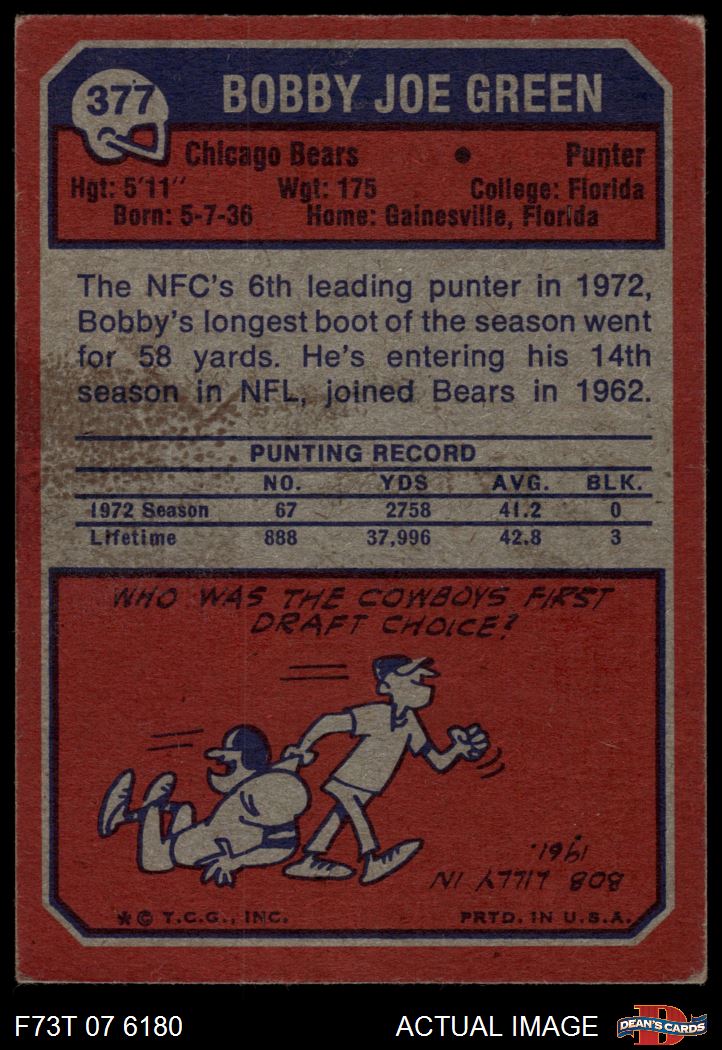 377
BOBBY JOE GREEN
Chicago Bears • Punter
Hgt: 5'11" Wgt: 175 College: Florida
Born: 5-7-36 Home: Gainesville, Florida
The NFC's 6th leading punter in 1972,
Bobby's longest boot of the season went
for 58 yards. He's entering his 14th
season in NFL, joined Bears in 1962.
PUNTING RECORD
NO. YDS AVG. BLK.
1972 Season 67 2758 41.2 0
Lifetime 888 37,996 42.8 3
WHO WAS THE COWBOYS FIRST
DRAFT CHOICE?
BOB LILLY IN
1961.
* © T.C.G., INC. PRTD. IN U.S.A.
F73T 07 6180 ACTUAL IMAGE
DEAN'S CARDS